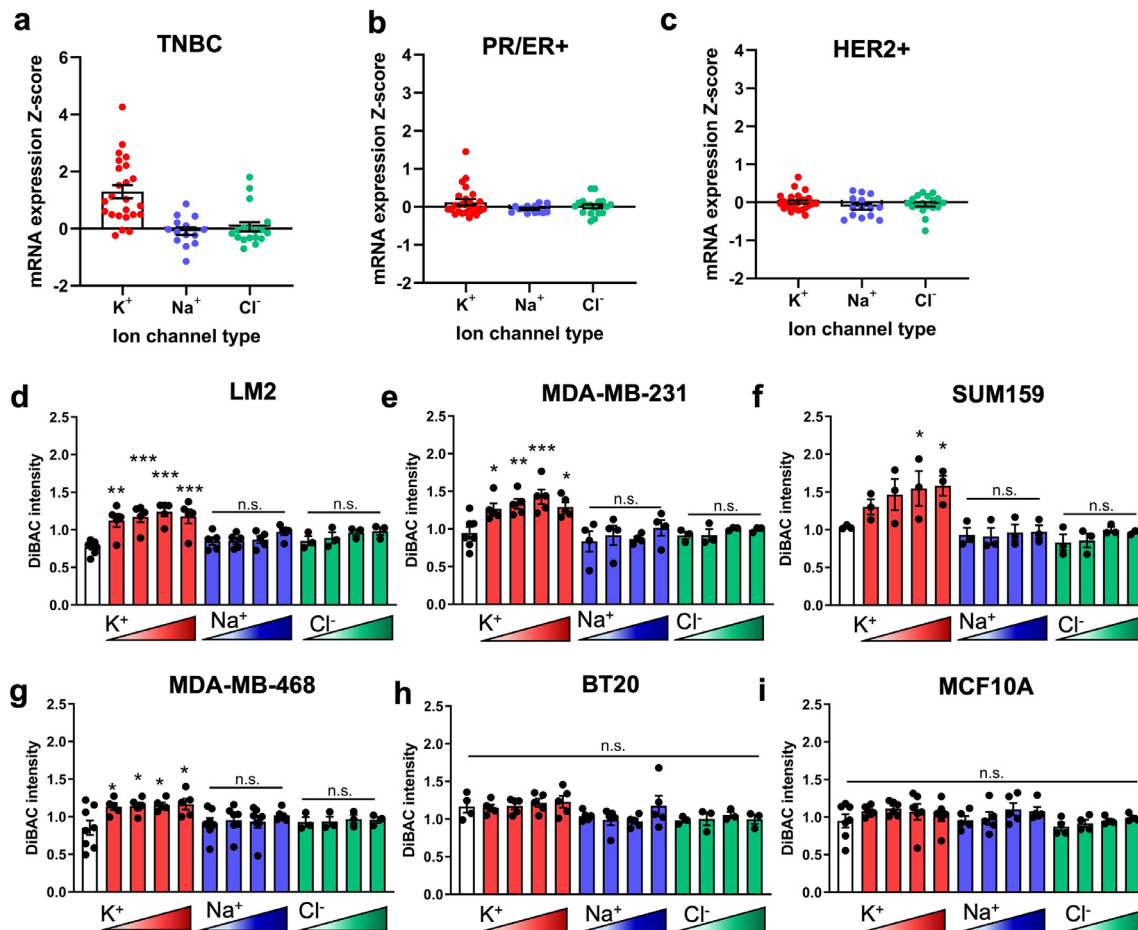 a
TNBC
mRNA expression Z-score
6
4
2
0
-2
K+
Na+
Cl-
Ion channel type
b
PR/ER+
mRNA expression Z-score
4
3
2
1
0
-1
-2
K+
Na+
Cl-
Ion channel type
c
HER2+
mRNA expression Z-score
4
3
2
1
0
-1
-2
K+
Na+
Cl-
Ion channel type
d
LM2
DiBAC intensity
2.5
2.0
1.5
1.0
0.5
0.0
**
***
***
***
n.s.
n.s.
K+
Na+
Cl-
e
MDA-MB-231
DiBAC intensity
2.5
2.0
1.5
1.0
0.5
0.0
*
**
***
*
n.s.
n.s.
K+
Na+
Cl-
f
SUM159
DiBAC intensity
2.5
2.0
1.5
1.0
0.5
0.0
*
*
n.s.
n.s.
K+
Na+
Cl-
g
MDA-MB-468
DiBAC intensity
2.5
2.0
1.5
1.0
0.5
0.0
*
*
*
*
n.s.
n.s.
K+
Na+
Cl-
h
BT20
DiBAC intensity
2.5
2.0
1.5
1.0
0.5
0.0
n.s.
K+
Na+
Cl-
i
MCF10A
DiBAC intensity
2.5
2.0
1.5
1.0
0.5
0.0
n.s.
K+
Na+
Cl-